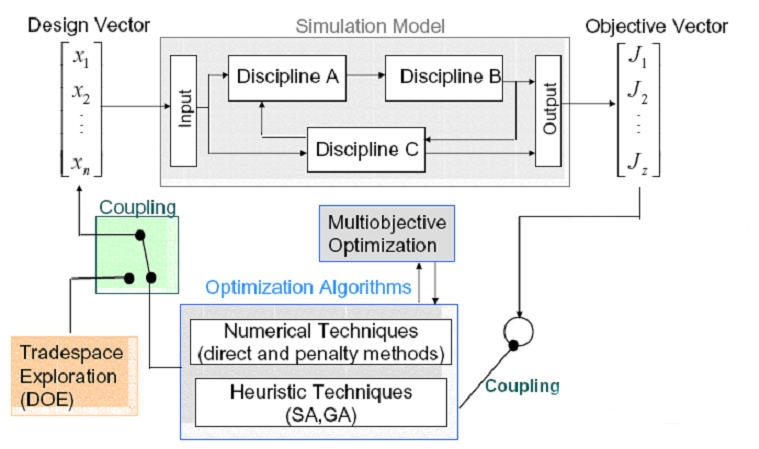 Design Vector
Simulation Model
Objective Vector
x1
x2
⋮
xn
Input
Discipline A
Discipline B
Discipline C
Output
J1
J2
⋮
Jz
Coupling
Multiobjective
Optimization
Optimization Algorithms
Numerical Techniques
(direct and penalty methods)
Heuristic Techniques
(SA,GA)
Tradespace
Exploration
(DOE)
Coupling